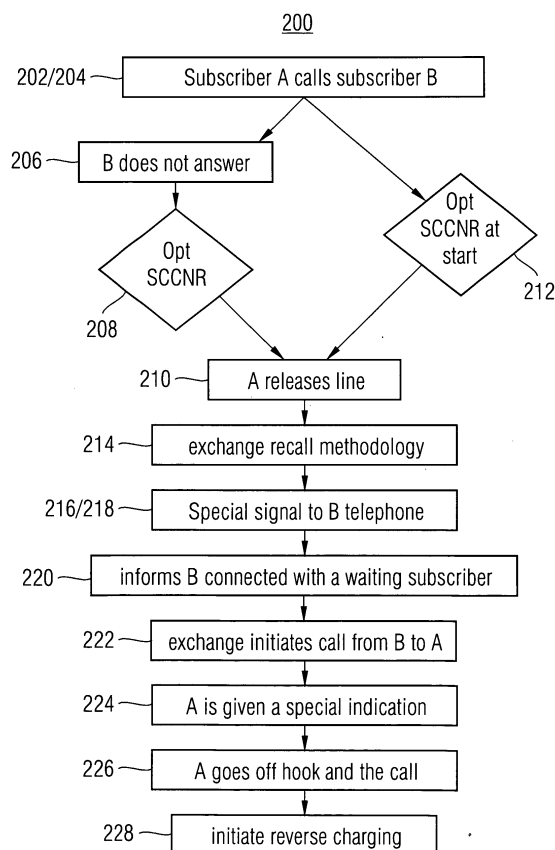 200
202/204
Subscriber A calls subscriber B
206
B does not answer
Opt
SCCNR
208
Opt
SCCNR at
start
212
210
A releases line
214
exchange recall methodology
216/218
Special signal to B telephone
220
informs B connected with a waiting subscriber
222
exchange initiates call from B to A
224
A is given a special indication
226
A goes off hook and the call
228
initiate reverse charging